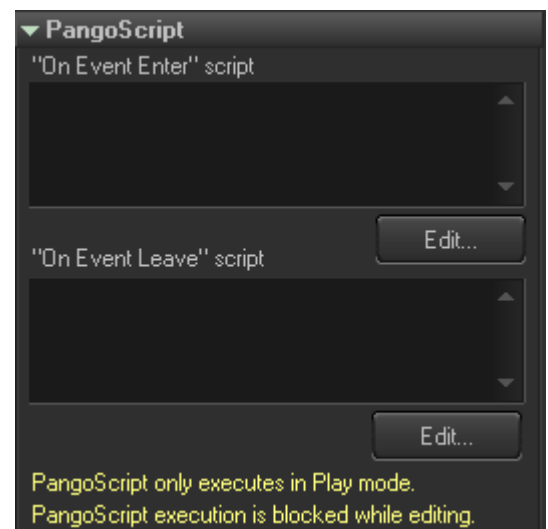 PangoScript
"On Event Enter" script
Edit...
"On Event Leave" script
Edit...
PangoScript only executes in Play mode.
PangoScript execution is blocked while editing.